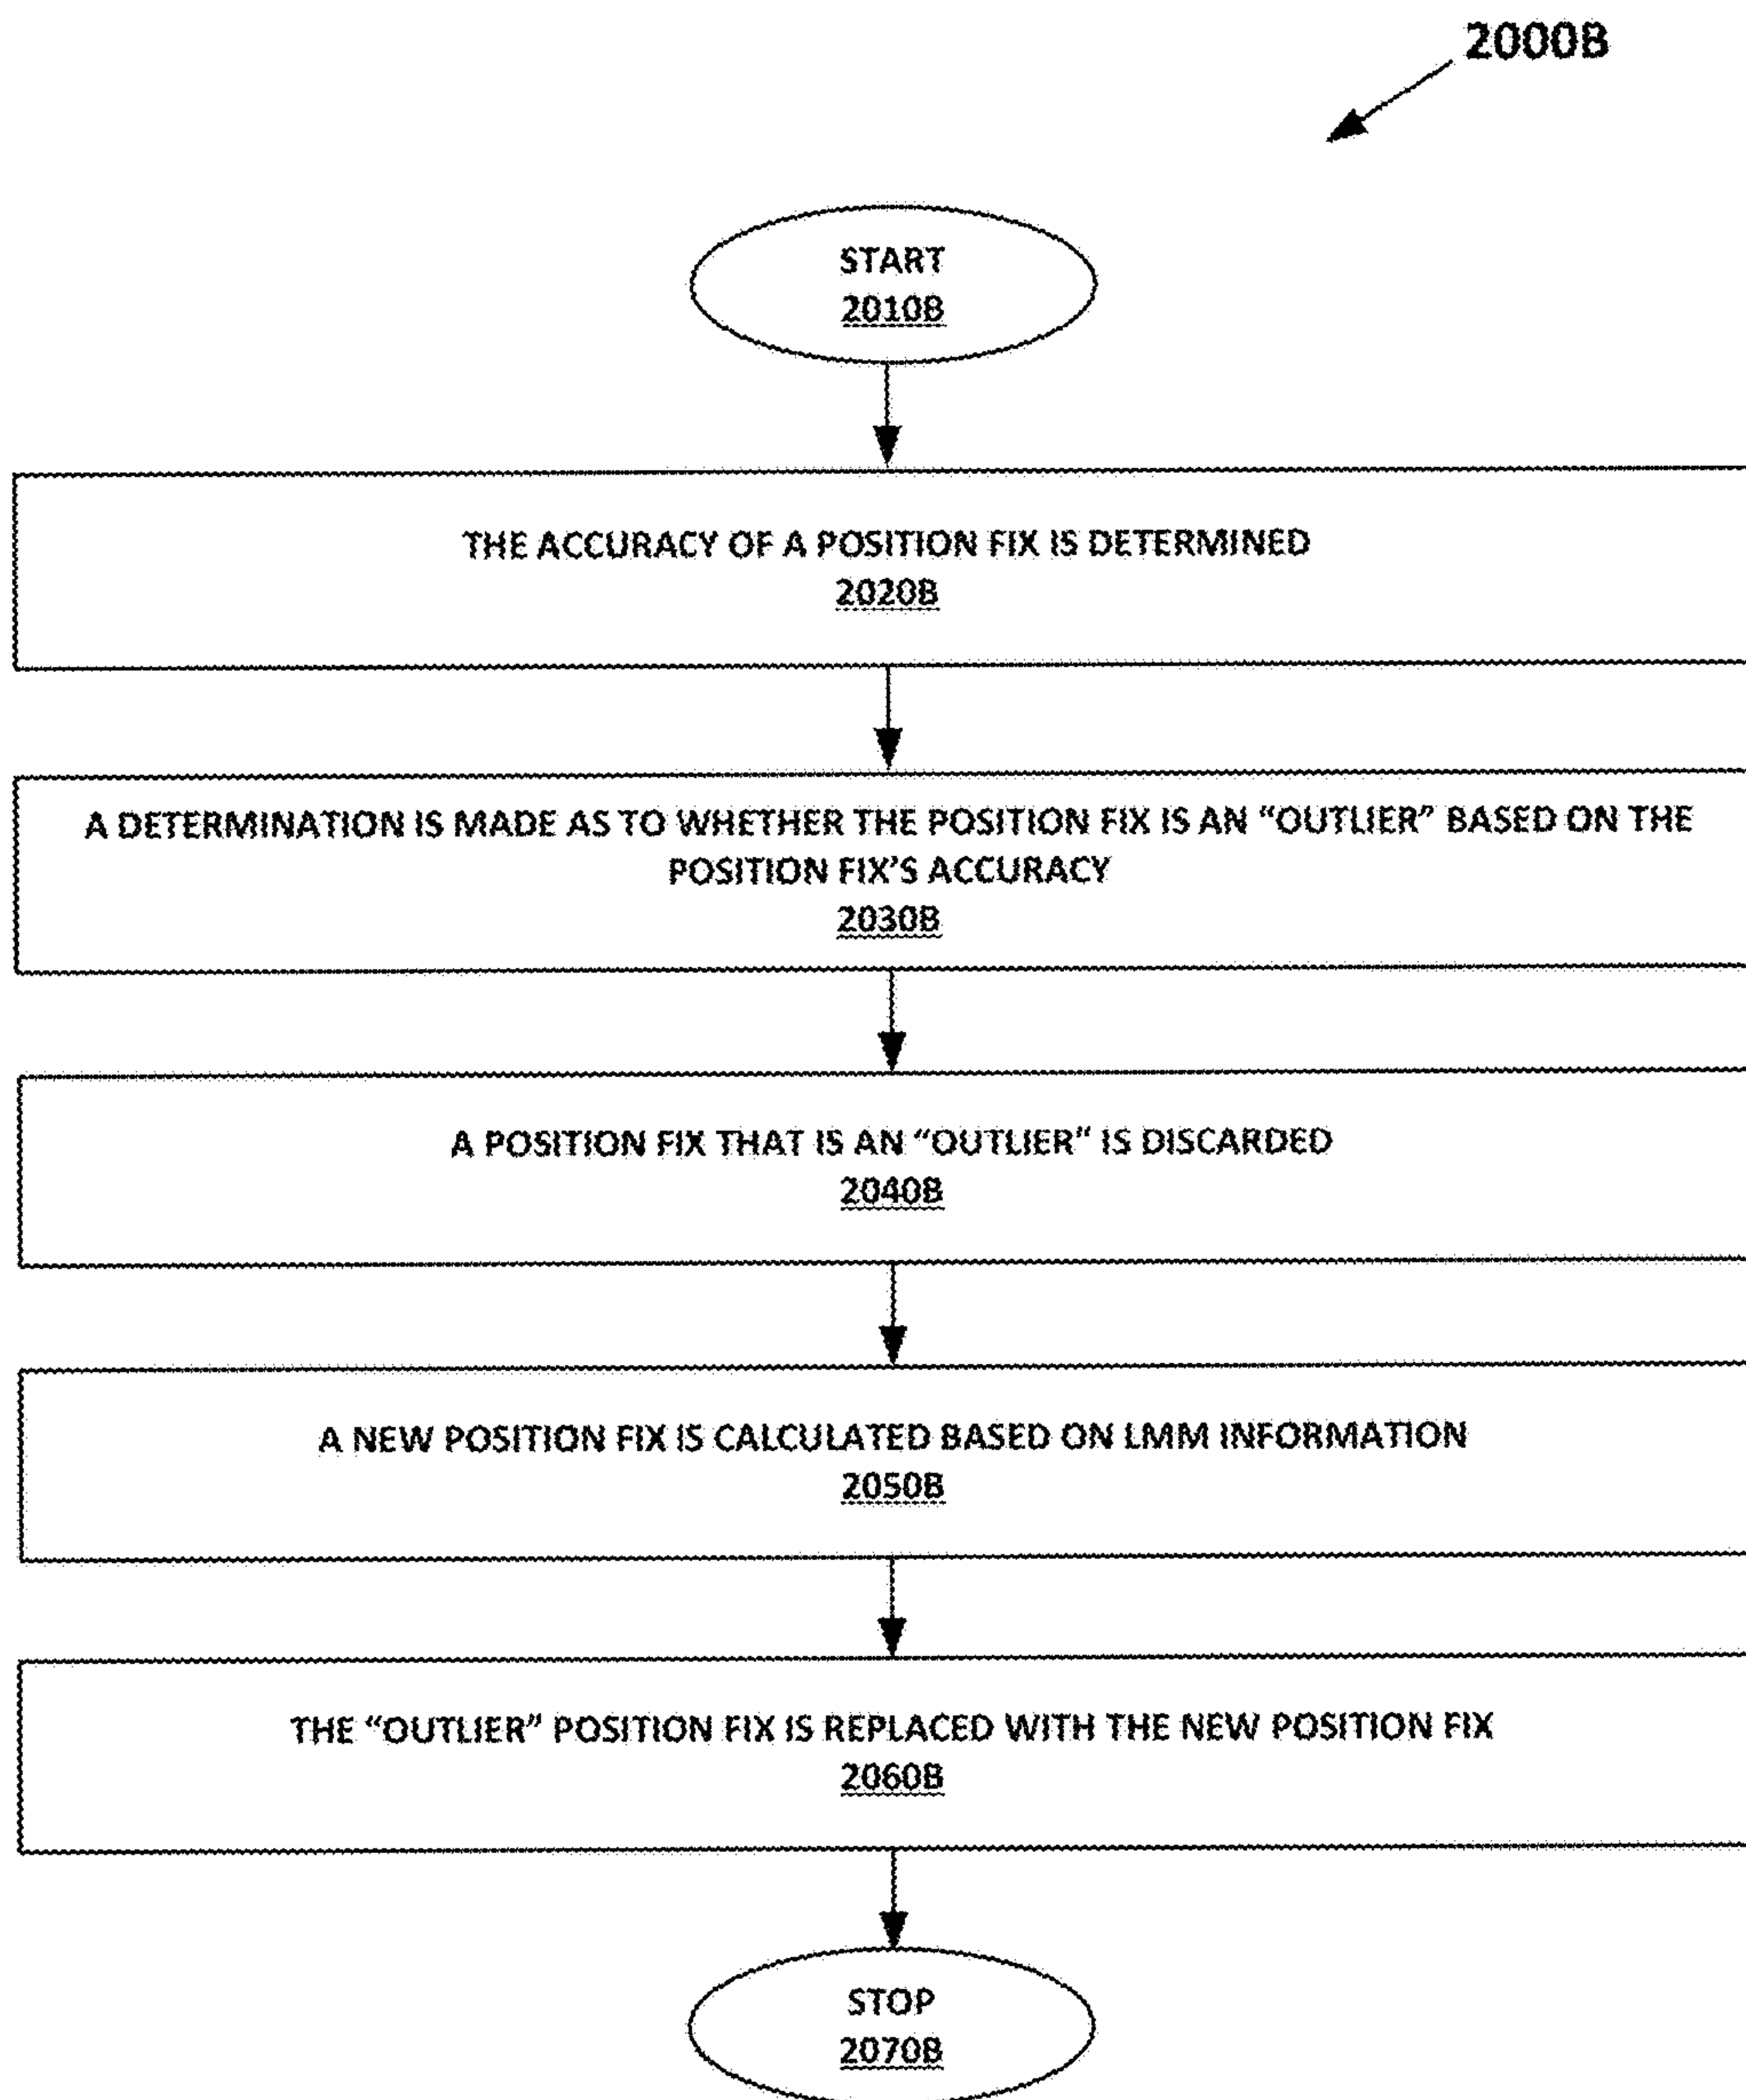 2000B
START
2010B
THE ACCURACY OF A POSITION FIX IS DETERMINED
2020B
A DETERMINATION IS MADE AS TO WHETHER THE POSITION FIX IS AN “OUTLIER” BASED ON THE
POSITION FIX’S ACCURACY
2030B
A POSITION FIX THAT IS AN “OUTLIER” IS DISCARDED
2040B
A NEW POSITION FIX IS CALCULATED BASED ON LMM INFORMATION
2050B
THE “OUTLIER” POSITION FIX IS REPLACED WITH THE NEW POSITION FIX
2060B
STOP
2070B